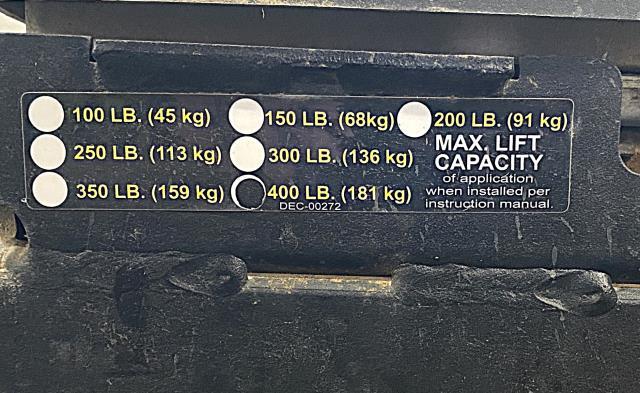 100 LB. (45 kg) 150 LB. (68kg) 200 LB. (91 kg)
250 LB. (113 kg) 300 LB. (136 kg)
350 LB. (159 kg) 400 LB. (181 kg)
DEC-00272
MAX. LIFT
CAPACITY
of application
when installed per
instruction manual.